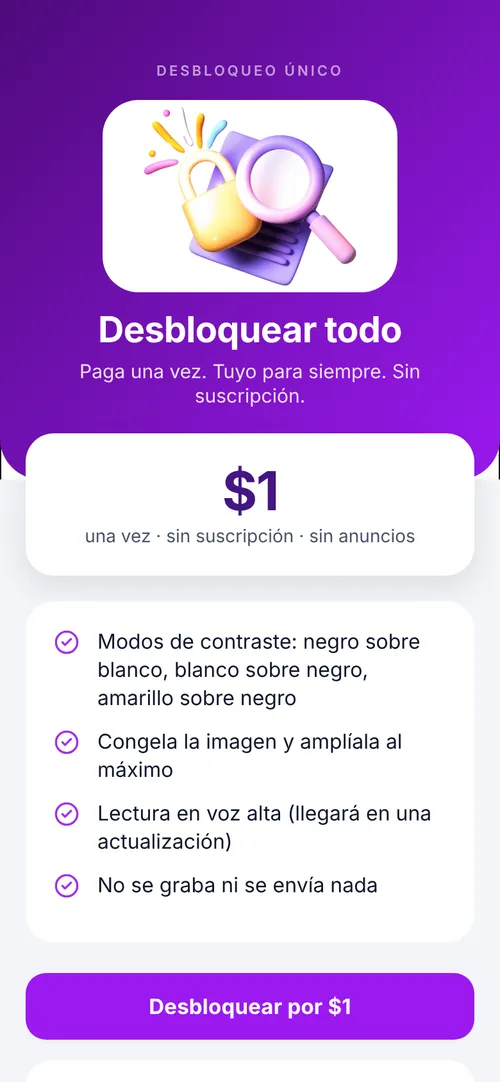 DESBLOQUEO ÚNICO
Desbloquear todo
Paga una vez. Tuyo para siempre. Sin
suscripción.
$1
una vez · sin suscripción · sin anuncios
Modos de contraste: negro sobre
blanco, blanco sobre negro,
amarillo sobre negro
Congela la imagen y amplíala al
máximo
Lectura en voz alta (llegará en una
actualización)
No se graba ni se envía nada
Desbloquear por $1